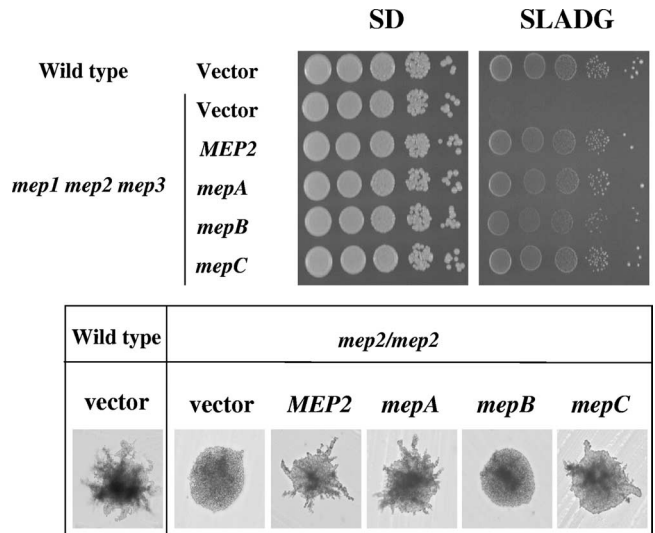 SD SLADG
Wild type Vector
Vector
MEP2
mep1 mep2 mep3 mepA
mepB
mepC
Wild type mep2/mep2
vector vector MEP2 mepA mepB mepC